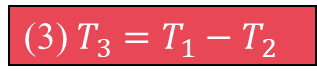 (3) T₃ = T₁ − T₂